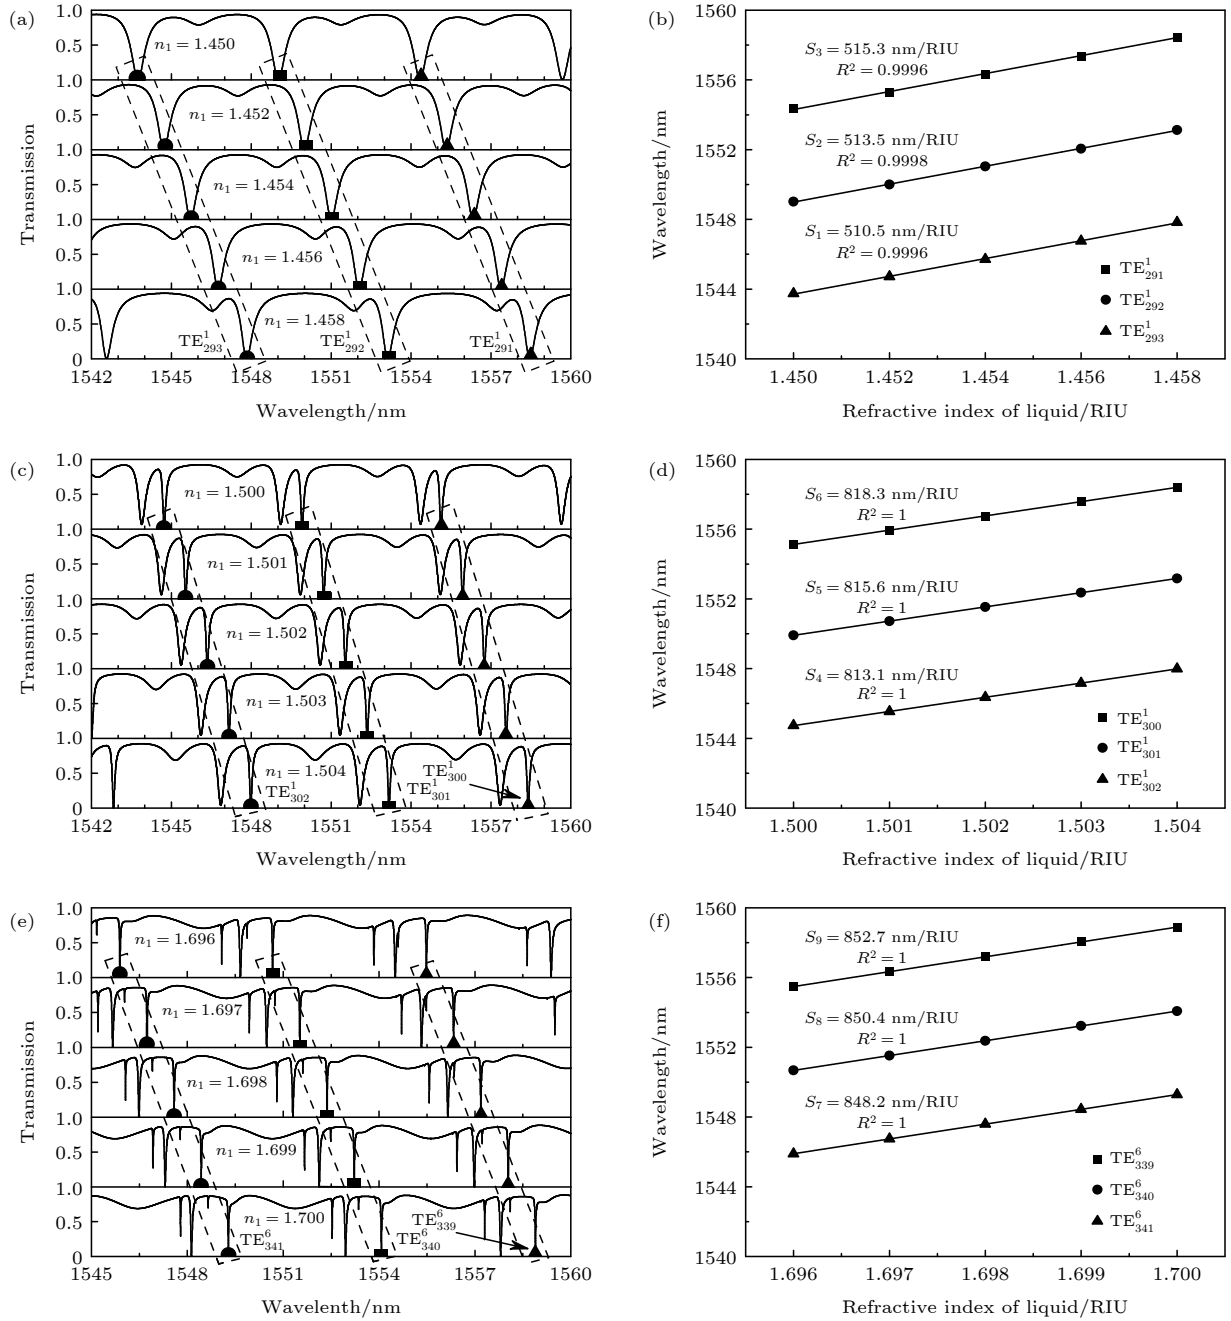 (a)
Transmission
1.0
0.5
1.0
0.5
1.0
0.5
1.0
0.5
1.0
0.5
0
n₁ = 1.450
n₁ = 1.452
n₁ = 1.454
n₁ = 1.456
n₁ = 1.458
TE¹₂₉₃
TE¹₂₉₂
TE¹₂₉₁
1542 1545 1548 1551 1554 1557 1560
Wavelength/nm
(b)
Wavelength/nm
1560
1556
1552
1548
1544
1540
S₃ = 515.3 nm/RIU
R² = 0.9996
S₂ = 513.5 nm/RIU
R² = 0.9998
S₁ = 510.5 nm/RIU
R² = 0.9996
TE¹₂₉₁
TE¹₂₉₂
TE¹₂₉₃
1.450 1.452 1.454 1.456 1.458
Refractive index of liquid/RIU
(c)
Transmission
1.0
0.5
1.0
0.5
1.0
0.5
1.0
0.5
1.0
0.5
0
n₁ = 1.500
n₁ = 1.501
n₁ = 1.502
n₁ = 1.503
n₁ = 1.504
TE¹₃₀₂
TE¹₃₀₀
TE¹₃₀₁
1542 1545 1548 1551 1554 1557 1560
Wavelength/nm
(d)
Wavelength/nm
1560
1556
1552
1548
1544
1540
S₆ = 818.3 nm/RIU
R² = 1
S₅ = 815.6 nm/RIU
R² = 1
S₄ = 813.1 nm/RIU
R² = 1
TE¹₃₀₀
TE¹₃₀₁
TE¹₃₀₂
1.500 1.501 1.502 1.503 1.504
Refractive index of liquid/RIU
(e)
Transmission
1.0
0.5
1.0
0.5
1.0
0.5
1.0
0.5
1.0
0.5
0
n₁ = 1.696
n₁ = 1.697
n₁ = 1.698
n₁ = 1.699
n₁ = 1.700
TE⁶₃₄₁
TE⁶₃₃₉
TE⁶₃₄₀
1545 1548 1551 1554 1557 1560
Wavelenth/nm
(f)
Wavelength/nm
1560
1556
1552
1548
1544
1540
S₉ = 852.7 nm/RIU
R² = 1
S₈ = 850.4 nm/RIU
R² = 1
S₇ = 848.2 nm/RIU
R² = 1
TE⁶₃₃₉
TE⁶₃₄₀
TE⁶₃₄₁
1.696 1.697 1.698 1.699 1.700
Refractive index of liquid/RIU